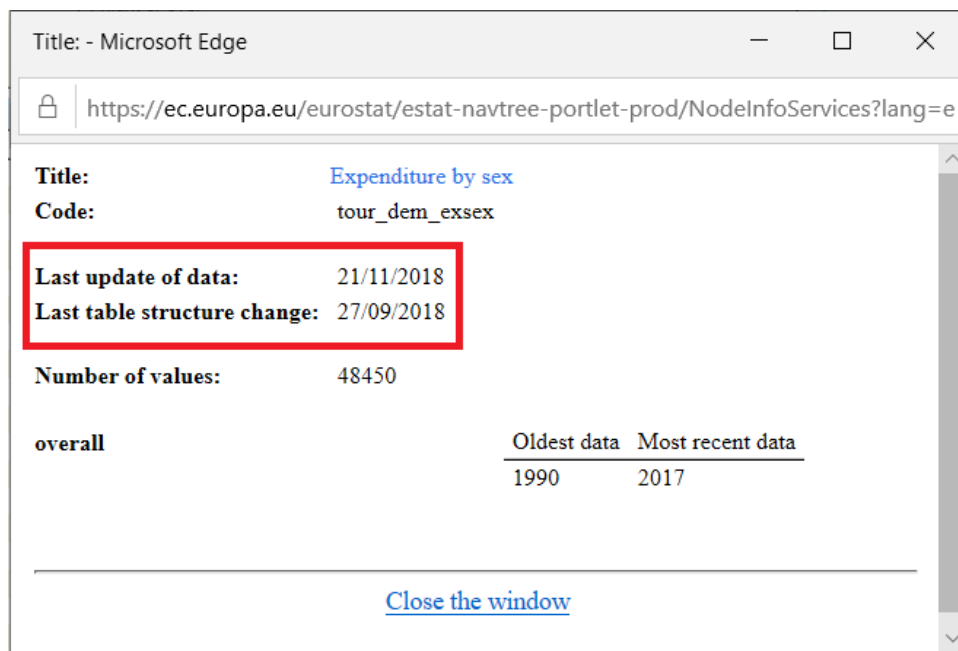 Title: - Microsoft Edge
https://ec.europa.eu/eurostat/estat-navtree-portlet-prod/NodeInfoServices?lang=e
Title: Expenditure by sex
Code: tour_dem_exsex
Last update of data: 21/11/2018
Last table structure change: 27/09/2018
Number of values: 48450
overall Oldest data Most recent data
1990 2017
Close the window